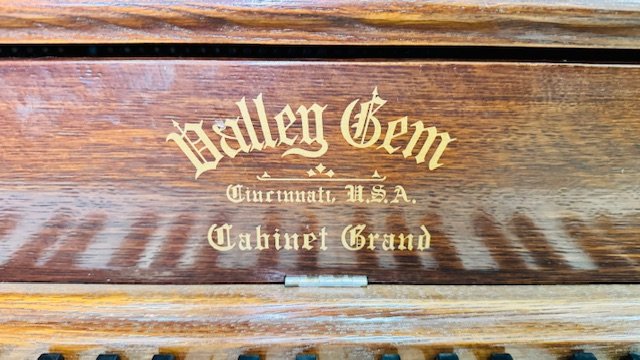 Valley Gem
Cincinnati, U.S.A.
Cabinet Grand